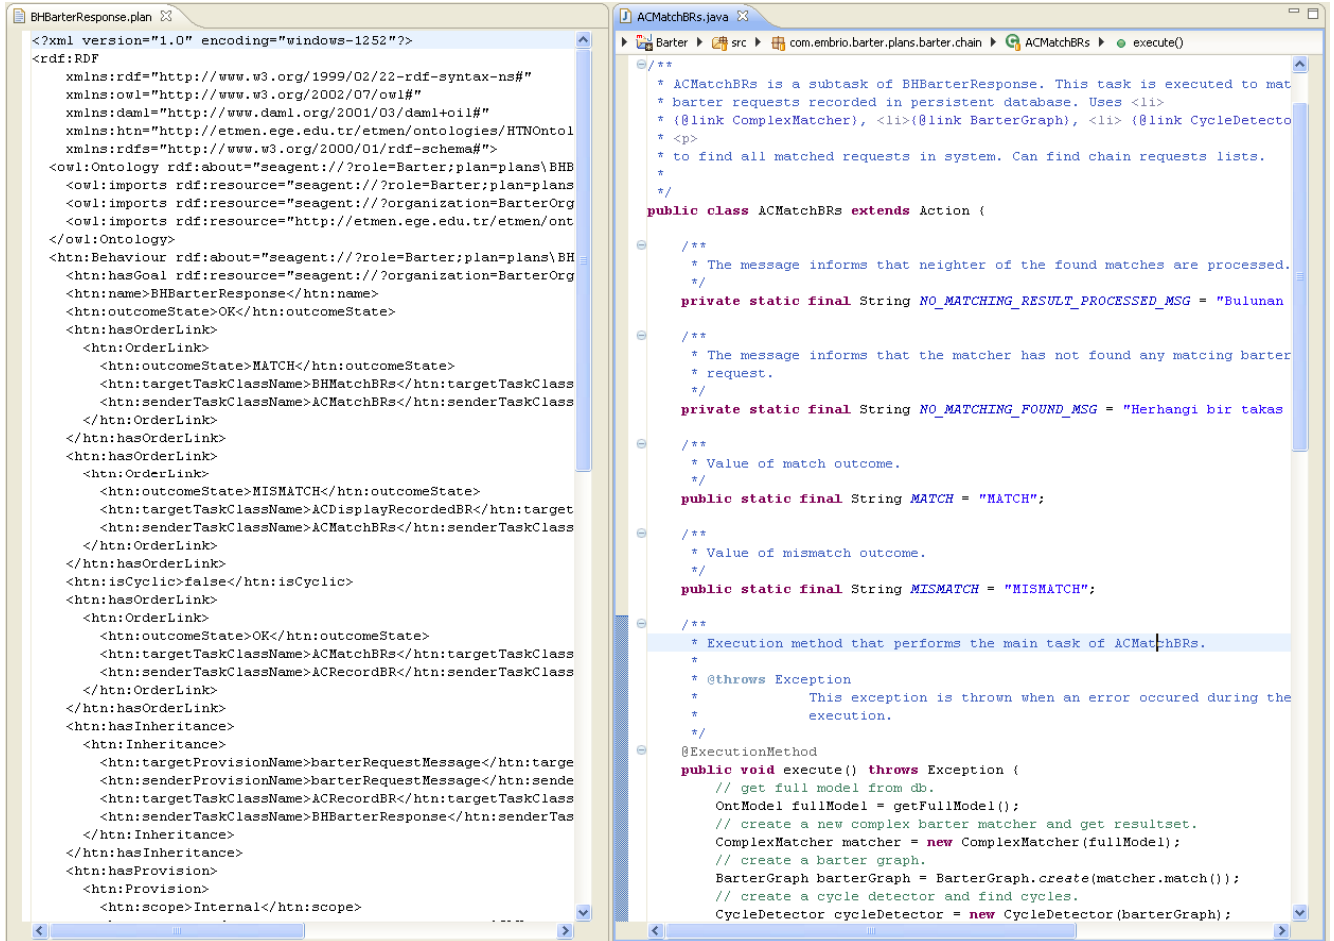 BHBarterResponse.plan
<?xml version="1.0" encoding="windows-1252"?>
<rdf:RDF
xmlns:rdf="http://www.w3.org/1999/02/22-rdf-syntax-ns#"
xmlns:owl="http://www.w3.org/2002/07/owl#"
xmlns:daml="http://www.daml.org/2001/03/daml+oil#"
xmlns:htn="http://etmen.ege.edu.tr/etmen/ontologies/HTNOntol
xmlns:rdfs="http://www.w3.org/2000/01/rdf-schema#">
<owl:Ontology rdf:about="seagent://?role=Barter;plan=plans\BHB
<owl:imports rdf:resource="seagent://?role=Barter;plan=plans
<owl:imports rdf:resource="seagent://?organization=BarterOrg
<owl:imports rdf:resource="http://etmen.ege.edu.tr/etmen/ont
</owl:Ontology>
<htn:Behaviour rdf:about="seagent://?role=Barter;plan=plans\BH
<htn:hasGoal rdf:resource="seagent://?organization=BarterOrg
<htn:name>BHBarterResponse</htn:name>
<htn:outcomeState>OK</htn:outcomeState>
<htn:hasOrderLink>
<htn:OrderLink>
<htn:outcomeState>MATCH</htn:outcomeState>
<htn:targetTaskClassName>BHMatchBRs</htn:targetTaskClass
<htn:senderTaskClassName>ACMatchBRs</htn:senderTaskClass
</htn:OrderLink>
</htn:hasOrderLink>
<htn:hasOrderLink>
<htn:OrderLink>
<htn:outcomeState>MISMATCH</htn:outcomeState>
<htn:targetTaskClassName>ACDisplayRecordedBR</htn:target
<htn:senderTaskClassName>ACMatchBRs</htn:senderTaskClass
</htn:OrderLink>
</htn:hasOrderLink>
<htn:isCyclic>false</htn:isCyclic>
<htn:hasOrderLink>
<htn:OrderLink>
<htn:outcomeState>OK</htn:outcomeState>
<htn:targetTaskClassName>ACMatchBRs</htn:targetTaskClass
<htn:senderTaskClassName>ACRecordBR</htn:senderTaskClass
</htn:OrderLink>
</htn:hasOrderLink>
<htn:hasInheritance>
<htn:Inheritance>
<htn:targetProvisionName>barterRequestMessage</htn:targe
<htn:senderProvisionName>barterRequestMessage</htn:sende
<htn:targetTaskClassName>ACRecordBR</htn:targetTaskClass
<htn:senderTaskClassName>BHBarterResponse</htn:senderTas
</htn:Inheritance>
</htn:hasInheritance>
<htn:hasProvision>
<htn:Provision>
<htn:scope>Internal</htn:scope>
ACMatchBRs.java
Barter src com.embrio.barter.plans.barter.chain ACMatchBRs execute()
/**
* ACMatchBRs is a subtask of BHBarterResponse. This task is executed to mat
* barter requests recorded in persistent database. Uses <li>
* {@link ComplexMatcher}, <li>{@link BarterGraph}, <li> {@link CycleDetecto
* <p>
* to find all matched requests in system. Can find chain requests lists.
*
*/
public class ACMatchBRs extends Action {
/**
* The message informs that neighter of the found matches are processed.
*/
private static final String NO_MATCHING_RESULT_PROCESSED_MSG = "Bulunan
/**
* The message informs that the matcher has not found any matcing barter
* request.
*/
private static final String NO_MATCHING_FOUND_MSG = "Herhangi bir takas
/**
* Value of match outcome.
*/
public static final String MATCH = "MATCH";
/**
* Value of mismatch outcome.
*/
public static final String MISMATCH = "MISMATCH";
/**
* Execution method that performs the main task of ACMatchBRs.
*
* @throws Exception
* This exception is thrown when an error occured during the
* execution.
*/
@ExecutionMethod
public void execute() throws Exception {
// get full model from db.
OntModel fullModel = getFullModel();
// create a new complex barter matcher and get resultset.
ComplexMatcher matcher = new ComplexMatcher(fullModel);
// create a barter graph.
BarterGraph barterGraph = BarterGraph.create(matcher.match());
// create a cycle detector and find cycles.
CycleDetector cycleDetector = new CycleDetector(barterGraph);